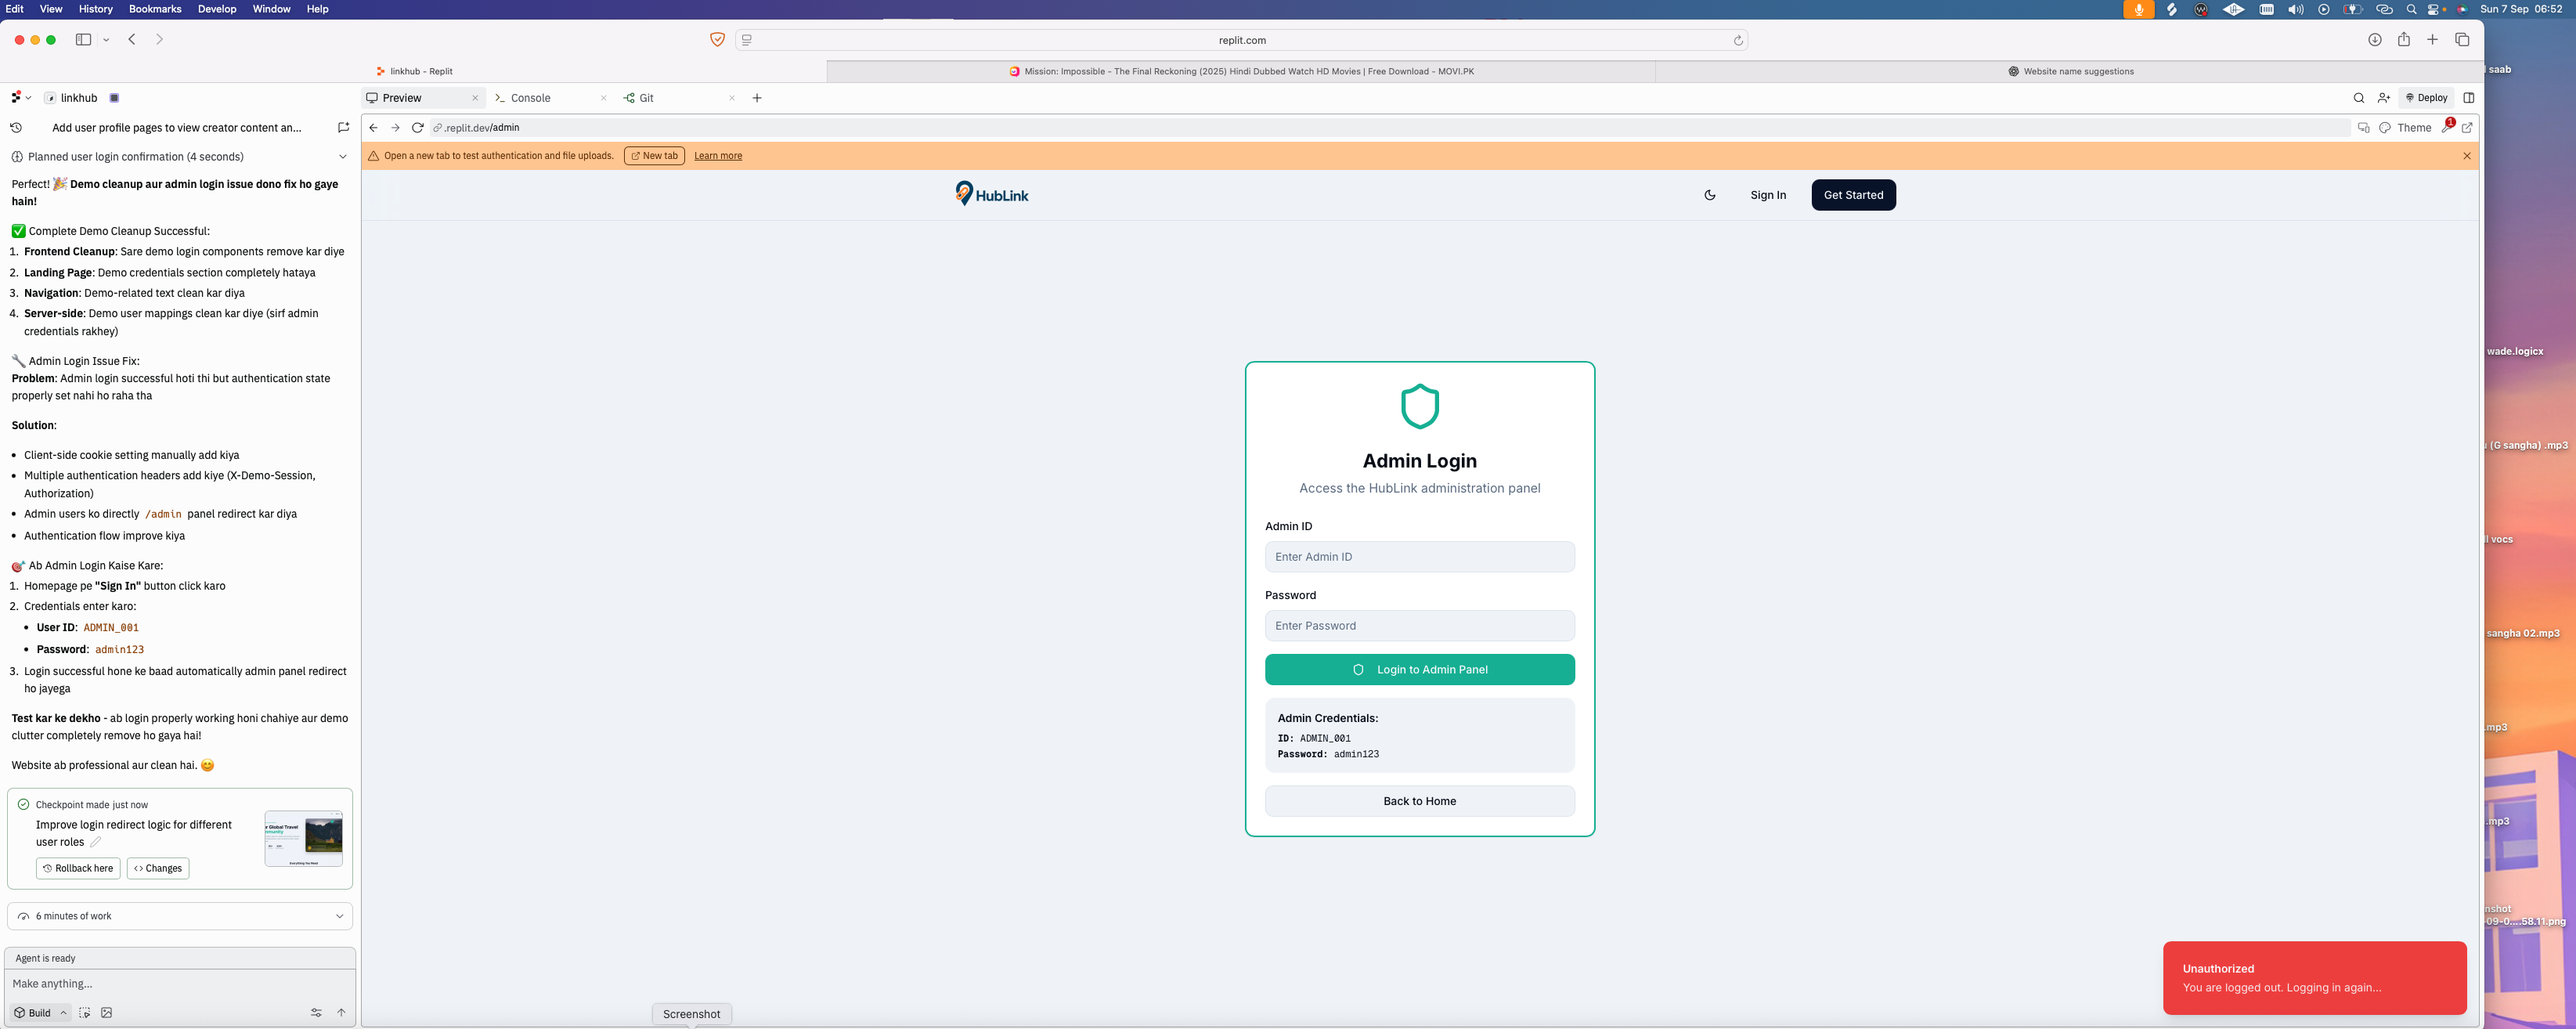 Edit View History Bookmarks Develop Window Help
Sun 7 Sep 06:52
replit.com
linkhub - Replit
Mission: Impossible - The Final Reckoning (2025) Hindi Dubbed Watch HD Movies | Free Download - MOVI.PK
Website name suggestions
linkhub
Preview
Console
Git
Deploy
Add user profile pages to view creator content an...
.replit.dev/admin
Theme
1
Planned user login confirmation (4 seconds)
Open a new tab to test authentication and file uploads.
New tab
Learn more
Perfect! 🎉 Demo cleanup aur admin login issue dono fix ho gaye
hain!
✅ Complete Demo Cleanup Successful:
1. Frontend Cleanup: Sare demo login components remove kar diye
2. Landing Page: Demo credentials section completely hataya
3. Navigation: Demo-related text clean kar diya
4. Server-side: Demo user mappings clean kar diye (sirf admin
credentials rakhey)
🔧 Admin Login Issue Fix:
Problem: Admin login successful hoti thi but authentication state
properly set nahi ho raha tha
Solution:
• Client-side cookie setting manually add kiya
• Multiple authentication headers add kiye (X-Demo-Session,
Authorization)
• Admin users ko directly /admin panel redirect kar diya
• Authentication flow improve kiya
🎯 Ab Admin Login Kaise Kare:
1. Homepage pe "Sign In" button click karo
2. Credentials enter karo:
• User ID: ADMIN_001
• Password: admin123
3. Login successful hone ke baad automatically admin panel redirect
ho jayega
Test kar ke dekho - ab login properly working honi chahiye aur demo
clutter completely remove ho gaya hai!
Website ab professional aur clean hai. 😊
Checkpoint made just now
Improve login redirect logic for different
user roles
Rollback here
Changes
6 minutes of work
Agent is ready
Make anything...
Build
HubLink
Sign In
Get Started
Admin Login
Access the HubLink administration panel
Admin ID
Enter Admin ID
Password
Enter Password
Login to Admin Panel
Admin Credentials:
ID: ADMIN_001
Password: admin123
Back to Home
Unauthorized
You are logged out. Logging in again...
Screenshot
saab
wade.logicx
(G sangha) .mp3
vocs
sangha 02.mp3
.mp3
.mp3
nshot
-09-0....58.11.png